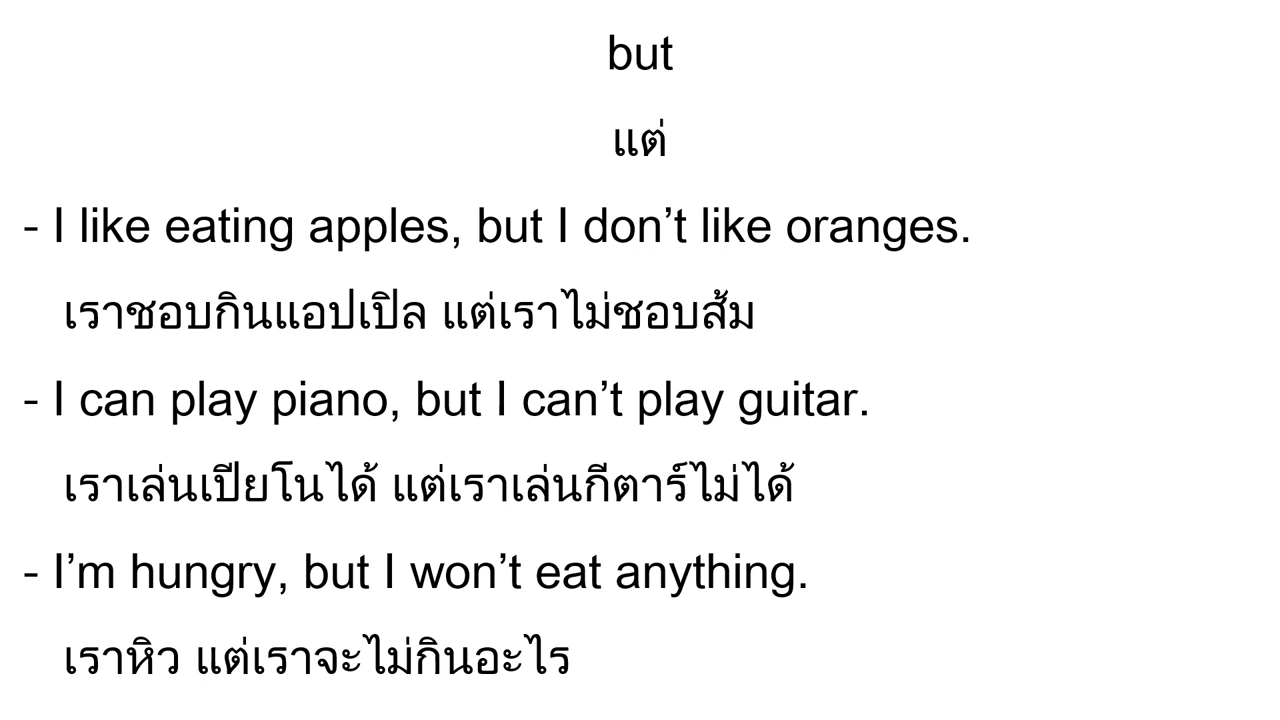 but
แต่
- I like eating apples, but I don’t like oranges.
เราชอบกินแอปเปิล แต่เราไม่ชอบส้ม
- I can play piano, but I can’t play guitar.
เราเล่นเปียโนได้ แต่เราเล่นกีตาร์ไม่ได้
- I’m hungry, but I won’t eat anything.
เราหิว แต่เราจะไม่กินอะไร